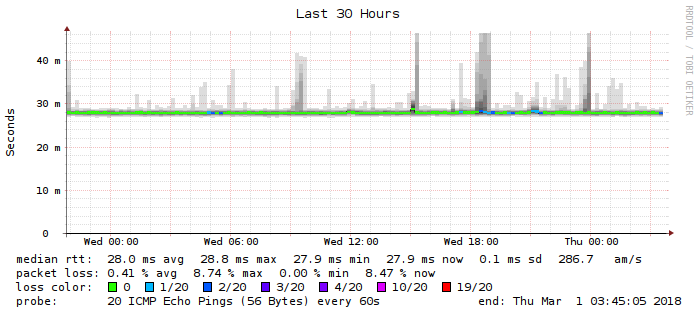 Last 30 Hours
RRDTOOL / TOBI OETIKER
Seconds
40 m
30 m
20 m
10 m
0
Wed 00:00 Wed 06:00 Wed 12:00 Wed 18:00 Thu 00:00
median rtt: 28.0 ms avg 28.8 ms max 27.9 ms min 27.9 ms now 0.1 ms sd 286.7 am/s
packet loss: 0.41 % avg 8.74 % max 0.00 % min 8.47 % now
loss color: 0 1/20 2/20 3/20 4/20 10/20 19/20
probe: 20 ICMP Echo Pings (56 Bytes) every 60s end: Thu Mar 1 03:45:05 2018